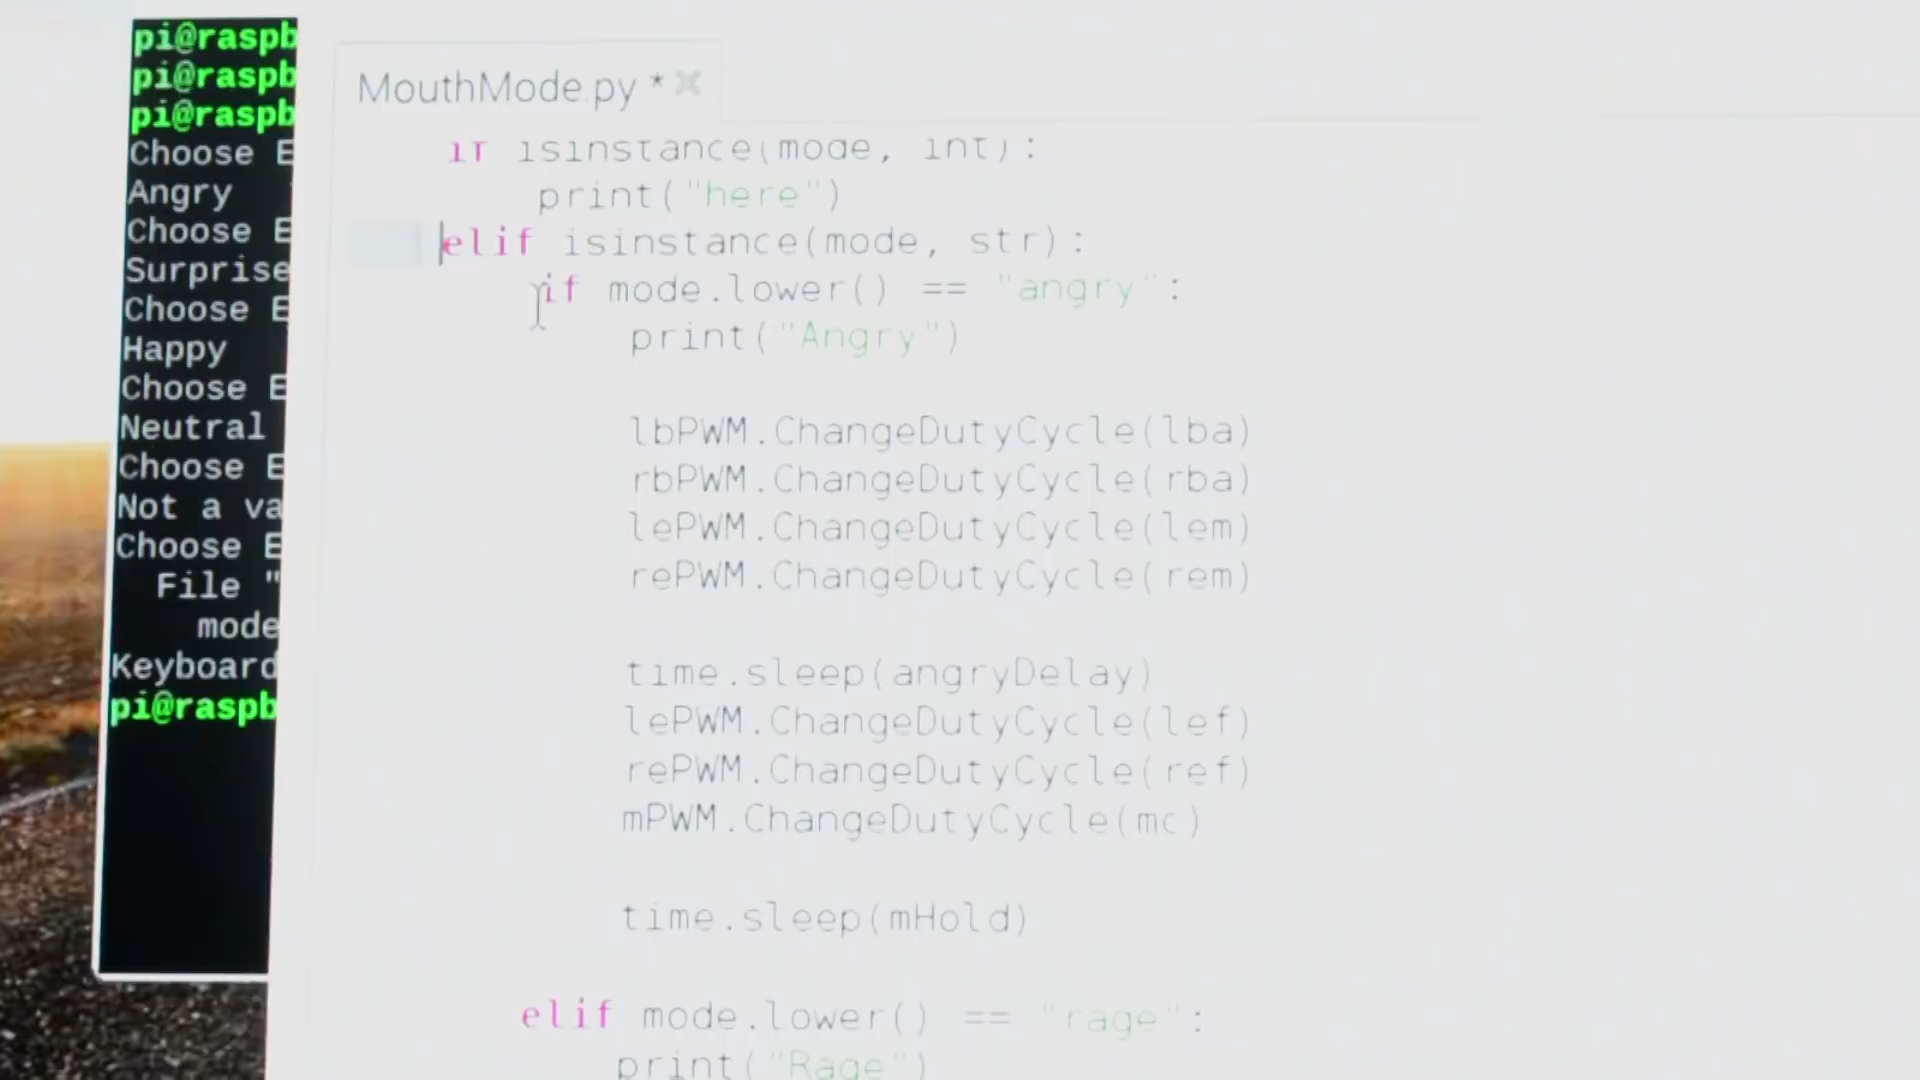 pi@raspb
pi@raspb
pi@raspb
Choose E
Angry
Choose E
Surprise
Choose E
Happy
Choose E
Neutral
Choose E
Not a va
Choose E
File "
mode
Keyboard
pi@raspb
MouthMode.py *
if isinstance(mode, int):
print("here")
elif isinstance(mode, str):
if mode.lower() == "angry":
print("Angry")
lbPWM.ChangeDutyCycle(lba)
rbPWM.ChangeDutyCycle(rba)
lePWM.ChangeDutyCycle(lem)
rePWM.ChangeDutyCycle(rem)
time.sleep(angryDelay)
lePWM.ChangeDutyCycle(lef)
rePWM.ChangeDutyCycle(ref)
mPWM.ChangeDutyCycle(mc)
time.sleep(mHold)
elif mode.lower() == "rage":
print("Rage")